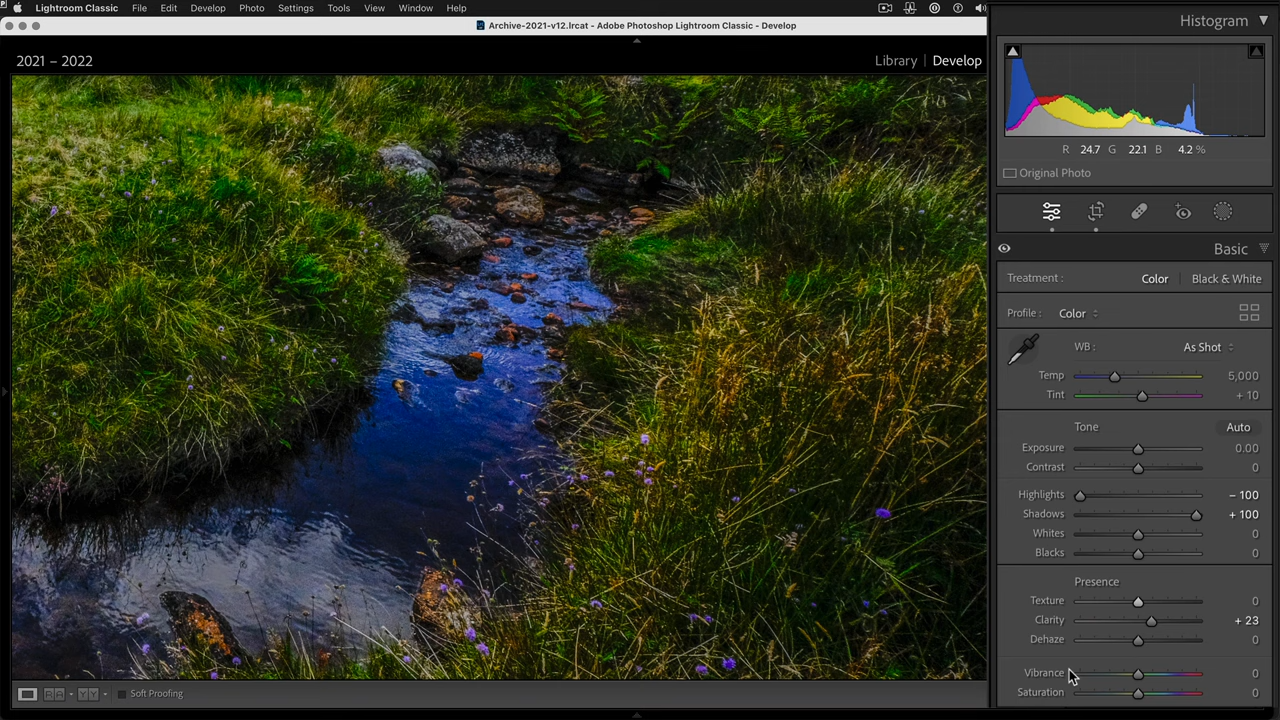 Lightroom Classic File Edit Develop Photo Settings Tools View Window Help
Archive-2021-v12.lrcat - Adobe Photoshop Lightroom Classic - Develop
2021 – 2022
Library | Develop
Histogram
R 24.7 G 22.1 B 4.2 %
Original Photo
Basic
Treatment : Color Black & White
Profile : Color
WB : As Shot
Temp 5,000
Tint + 10
Tone Auto
Exposure 0.00
Contrast 0
Highlights – 100
Shadows + 100
Whites 0
Blacks 0
Presence
Texture 0
Clarity + 23
Dehaze 0
Vibrance 0
Saturation 0
Soft Proofing